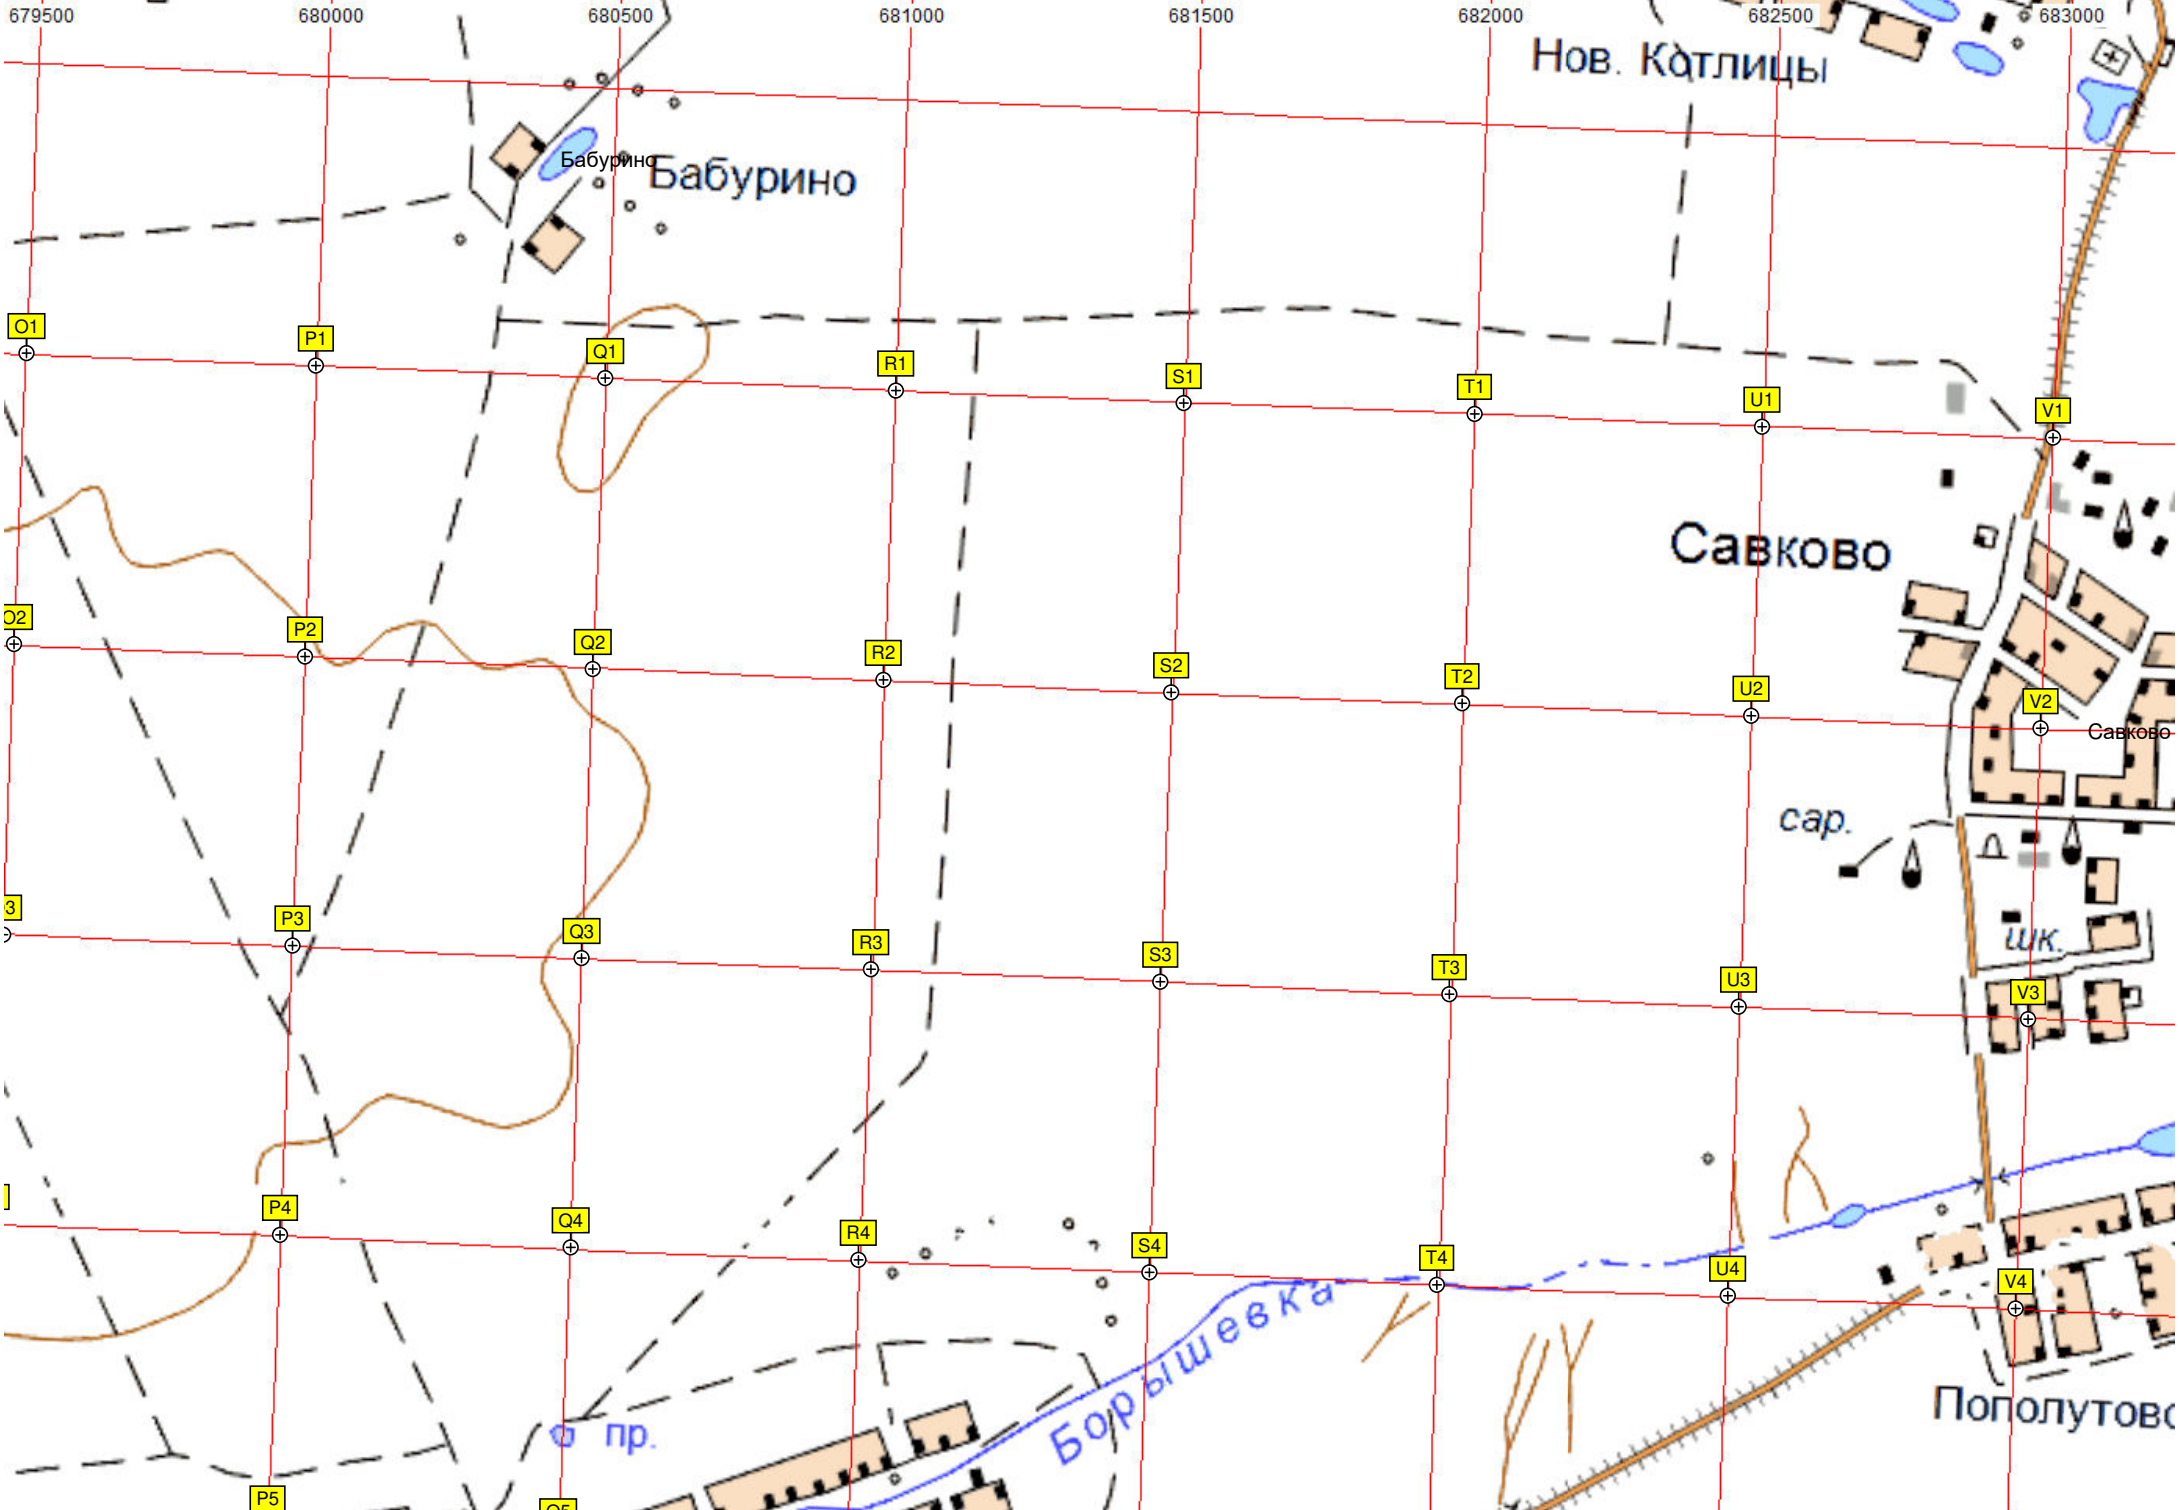 679500 680000 680500 681000 681500 682000 682500 683000
Нов. Котлицы
Бабурино
Бабурино
O1 P1 Q1 R1 S1 T1 U1 V1
Савково
O2 P2 Q2 R2 S2 T2 U2 V2
Савково
сар.
3 P3 Q3 R3 S3 T3 U3 V3
шк.
P4 Q4 R4 S4 T4 U4 V4
Борышевка
Пополутово
пр.
P5 Q5